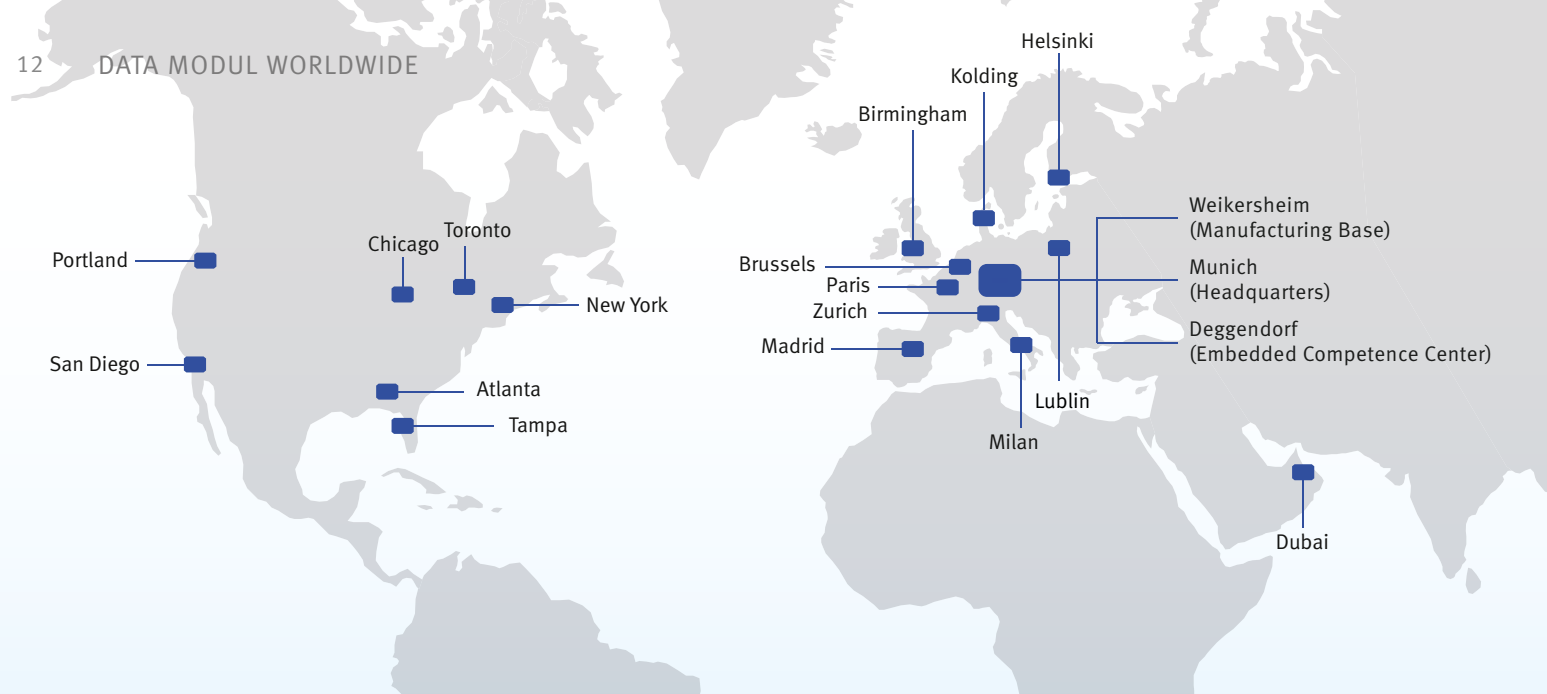 12 DATA MODUL WORLDWIDE
Helsinki
Kolding
Birmingham
Weikersheim
(Manufacturing Base)
Toronto
Chicago
Portland
Brussels
Munich
(Headquarters)
Paris
New York
Zurich
Deggendorf
(Embedded Competence Center)
Madrid
San Diego
Atlanta
Lublin
Tampa
Milan
Dubai